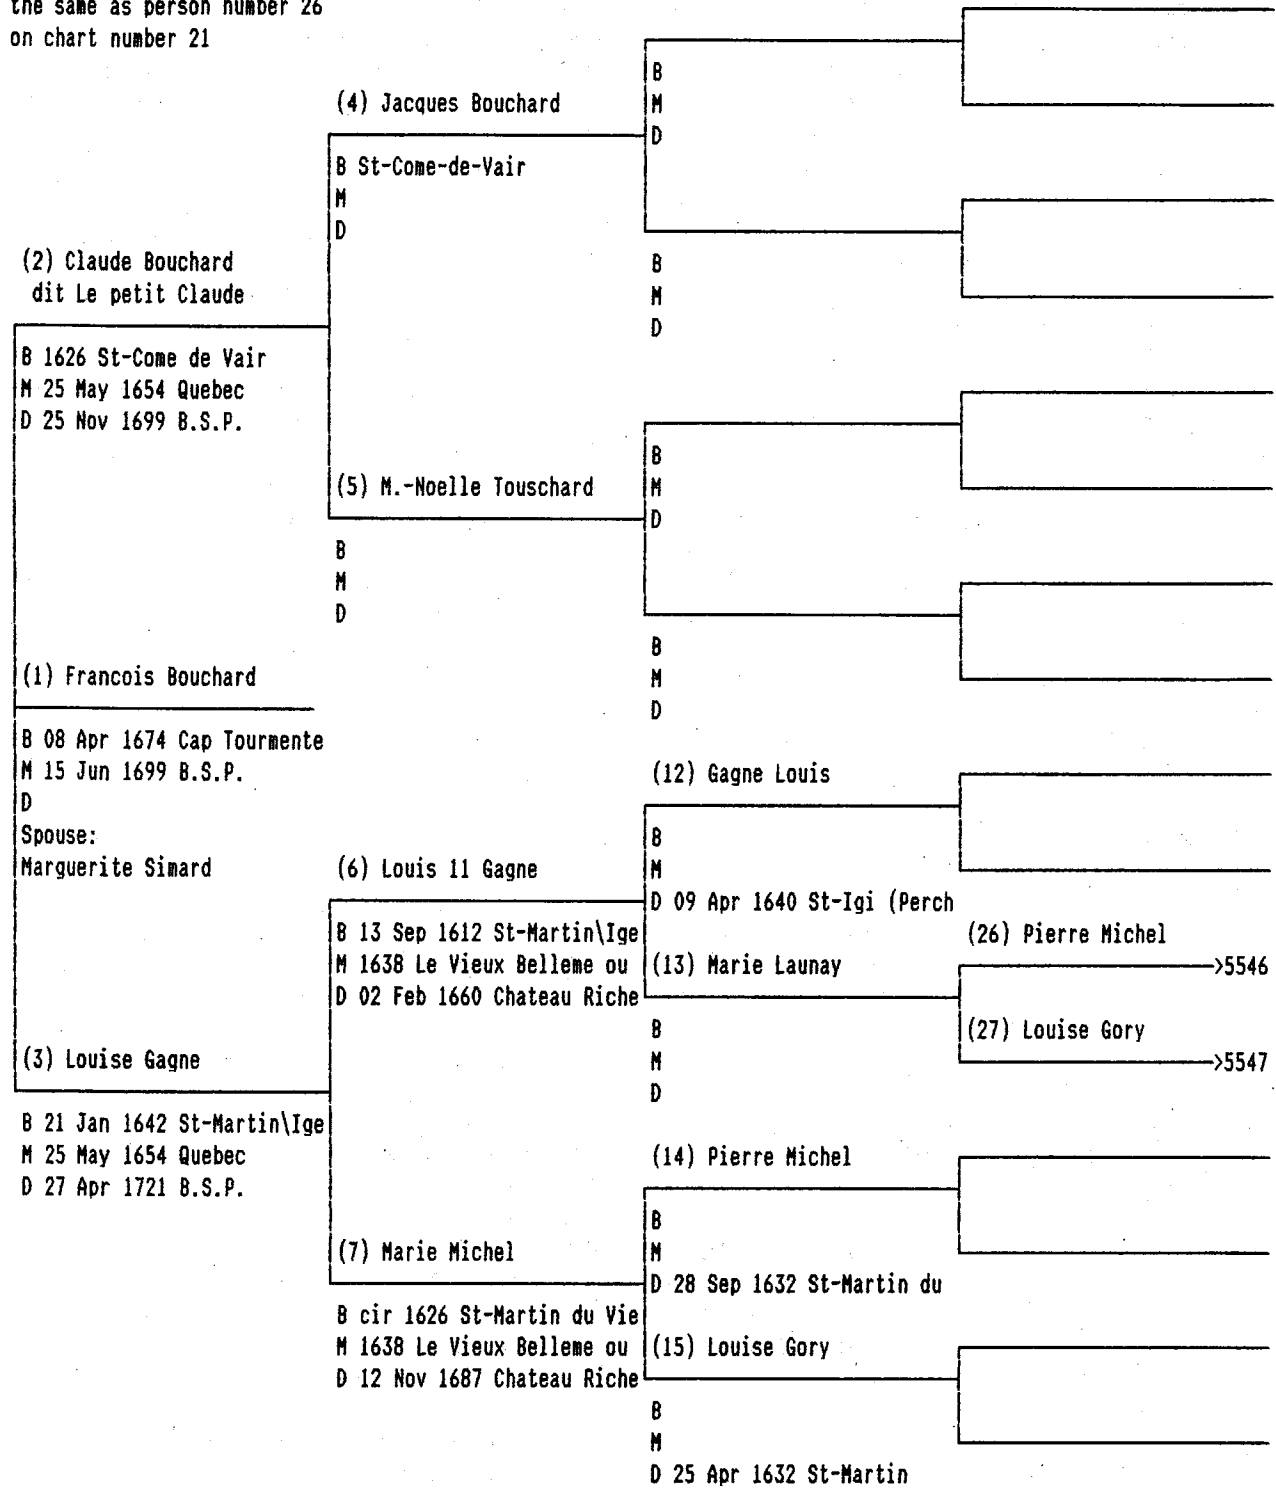 the same as person number 26
on chart number 21
B
M
D
(4) Jacques Bouchard
B St-Come-de-Vair
M
D
B
M
D
(2) Claude Bouchard
dit Le petit Claude
B 1626 St-Come de Vair
M 25 May 1654 Quebec
D 25 Nov 1699 B.S.P.
B
M
D
(5) M.-Noelle Touschard
B
M
D
B
M
D
(1) Francois Bouchard
B 08 Apr 1674 Cap Tourmente
M 15 Jun 1699 B.S.P.
D
Spouse:
Marguerite Simard
(12) Gagne Louis
B
M
D 09 Apr 1640 St-Igi (Perch
(6) Louis 11 Gagne
B 13 Sep 1612 St-Martin\Ige
M 1638 Le Vieux Belleme ou
D 02 Feb 1660 Chateau Riche
(26) Pierre Michel
>5546
(13) Marie Launay
B
M
D
(27) Louise Gory
>5547
(3) Louise Gagne
B 21 Jan 1642 St-Martin\Ige
M 25 May 1654 Quebec
D 27 Apr 1721 B.S.P.
(14) Pierre Michel
B
M
D 28 Sep 1632 St-Martin du
(7) Marie Michel
B cir 1626 St-Martin du Vie
M 1638 Le Vieux Belleme ou
D 12 Nov 1687 Chateau Riche
(15) Louise Gory
B
M
D 25 Apr 1632 St-Martin